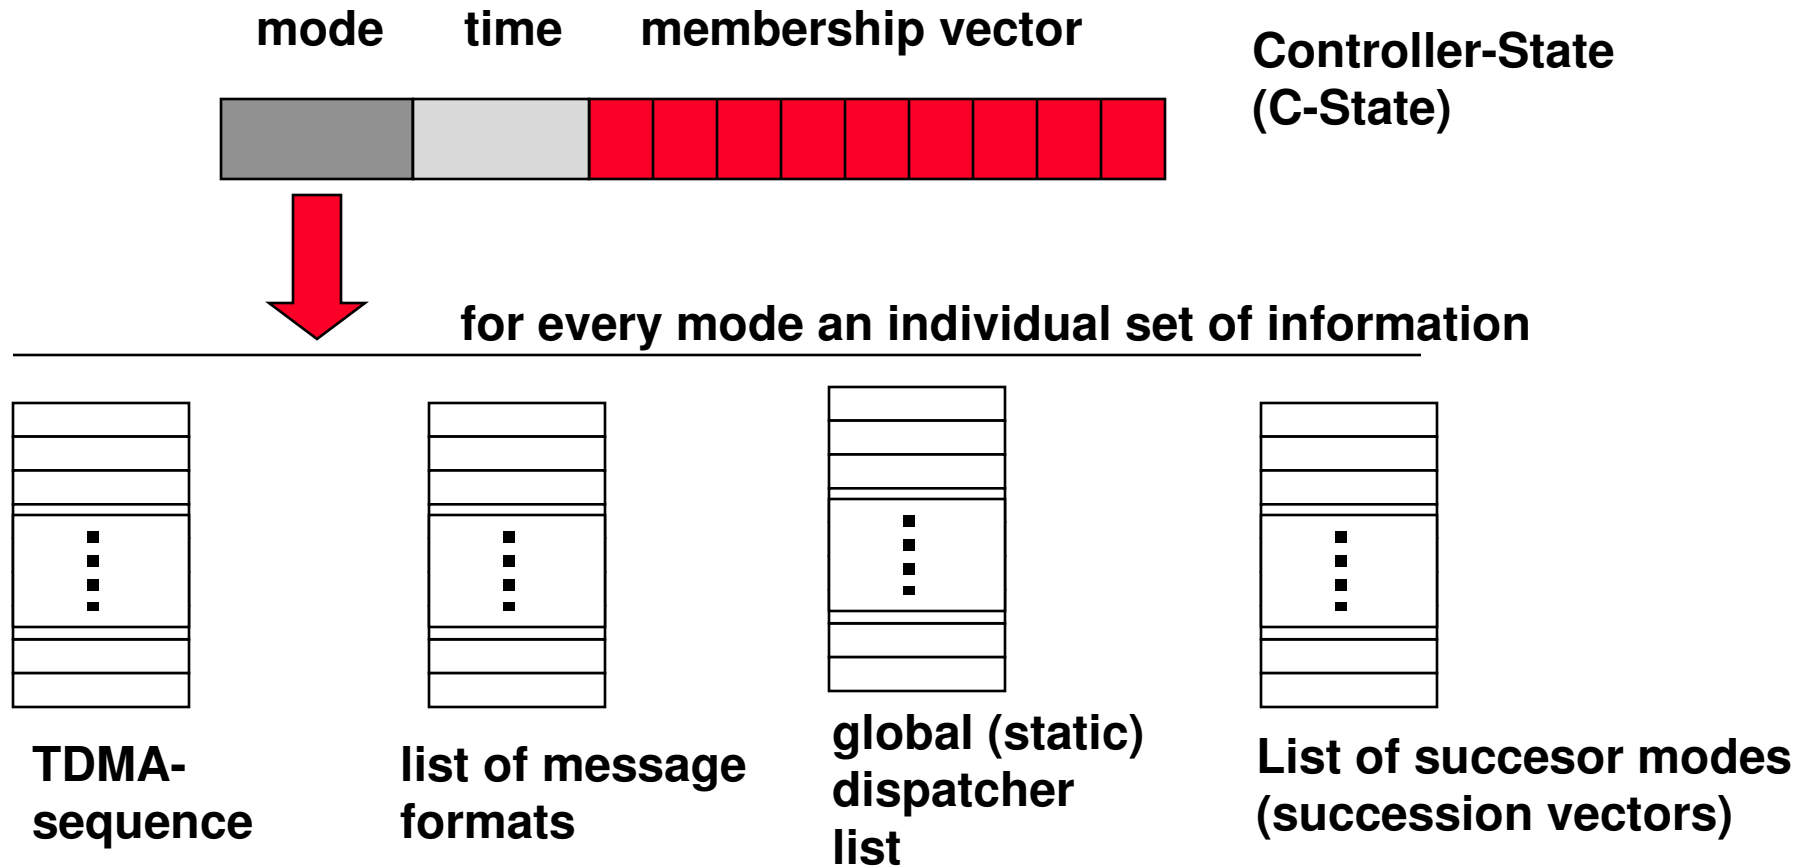 mode time membership vector
Controller-State
(C-State)
for every mode an individual set of information
TDMA-
sequence
list of message
formats
global (static)
dispatcher
list
List of succesor modes
(succession vectors)